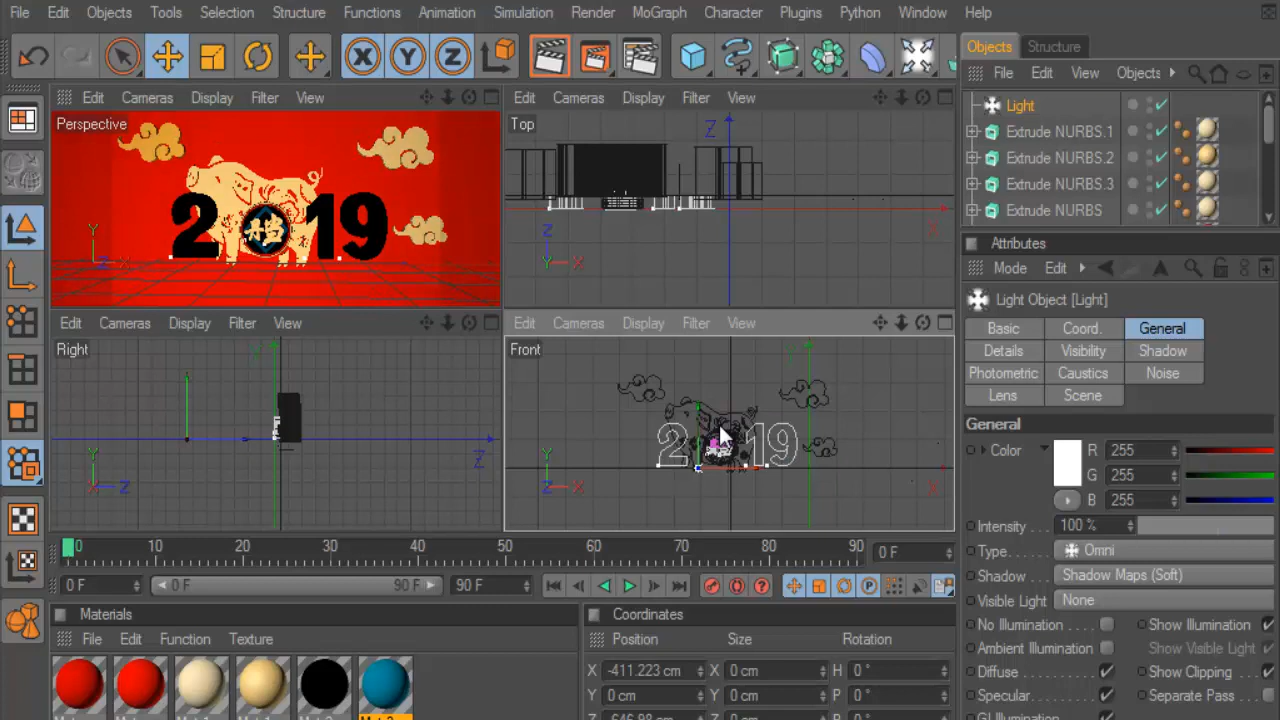 File Edit Objects Tools Selection Structure Functions Animation Simulation Render MoGraph Character Plugins Python Window Help
X Y Z
Objects Structure
File Edit View Objects
Light
Extrude NURBS.1
Extrude NURBS.2
Extrude NURBS.3
Extrude NURBS
Edit Cameras Display Filter View
Perspective
2 19
Y
Z X
Edit Cameras Display Filter View
Top
Z
X
Z
Y X
Edit Cameras Display Filter View
Right
Y
Z
Y
X Z
Edit Cameras Display Filter View
Front
2 19
Y
X
Y
Z X
Attributes
Mode Edit
Light Object [Light]
Basic Coord. General
Details Visibility Shadow
Photometric Caustics Noise
Lens Scene
General
Color R 255
G 255
B 255
Intensity . . . . 100 %
Type . . . . . . Omni
Shadow . . . . Shadow Maps (Soft)
Visible Light None
No Illumination . . . . Show Illumination
Ambient Illumination Show Visible Light
Diffuse . . . . . . . . . Show Clipping . .
Specular. . . . . . . . Separate Pass .
0 10 20 30 40 50 60 70 80 90 0 F
0 F 0 F 90 F 90 F
P
Materials
File Edit Function Texture
Coordinates
Position Size Rotation
X -411.223 cm X 0 cm H 0 °
Y 0 cm Y 0 cm P 0 °